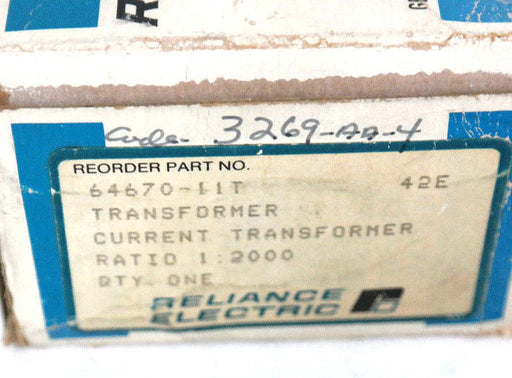 Code- 3269-AA-4
REORDER PART NO.
64670-11T 42E
TRANSFORMER
CURRENT TRANSFORMER
RATIO 1:2000
QTY. ONE
RELIANCE
ELECTRIC